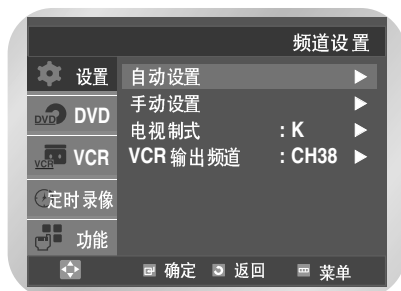 频道设置
设置 自动设置 ▶
手动设置 ▶
DVD DVD 电视制式 : K ▶
VCR VCR VCR 输出频道 : CH38 ▶
定时录像
功能
确定 返回 菜单